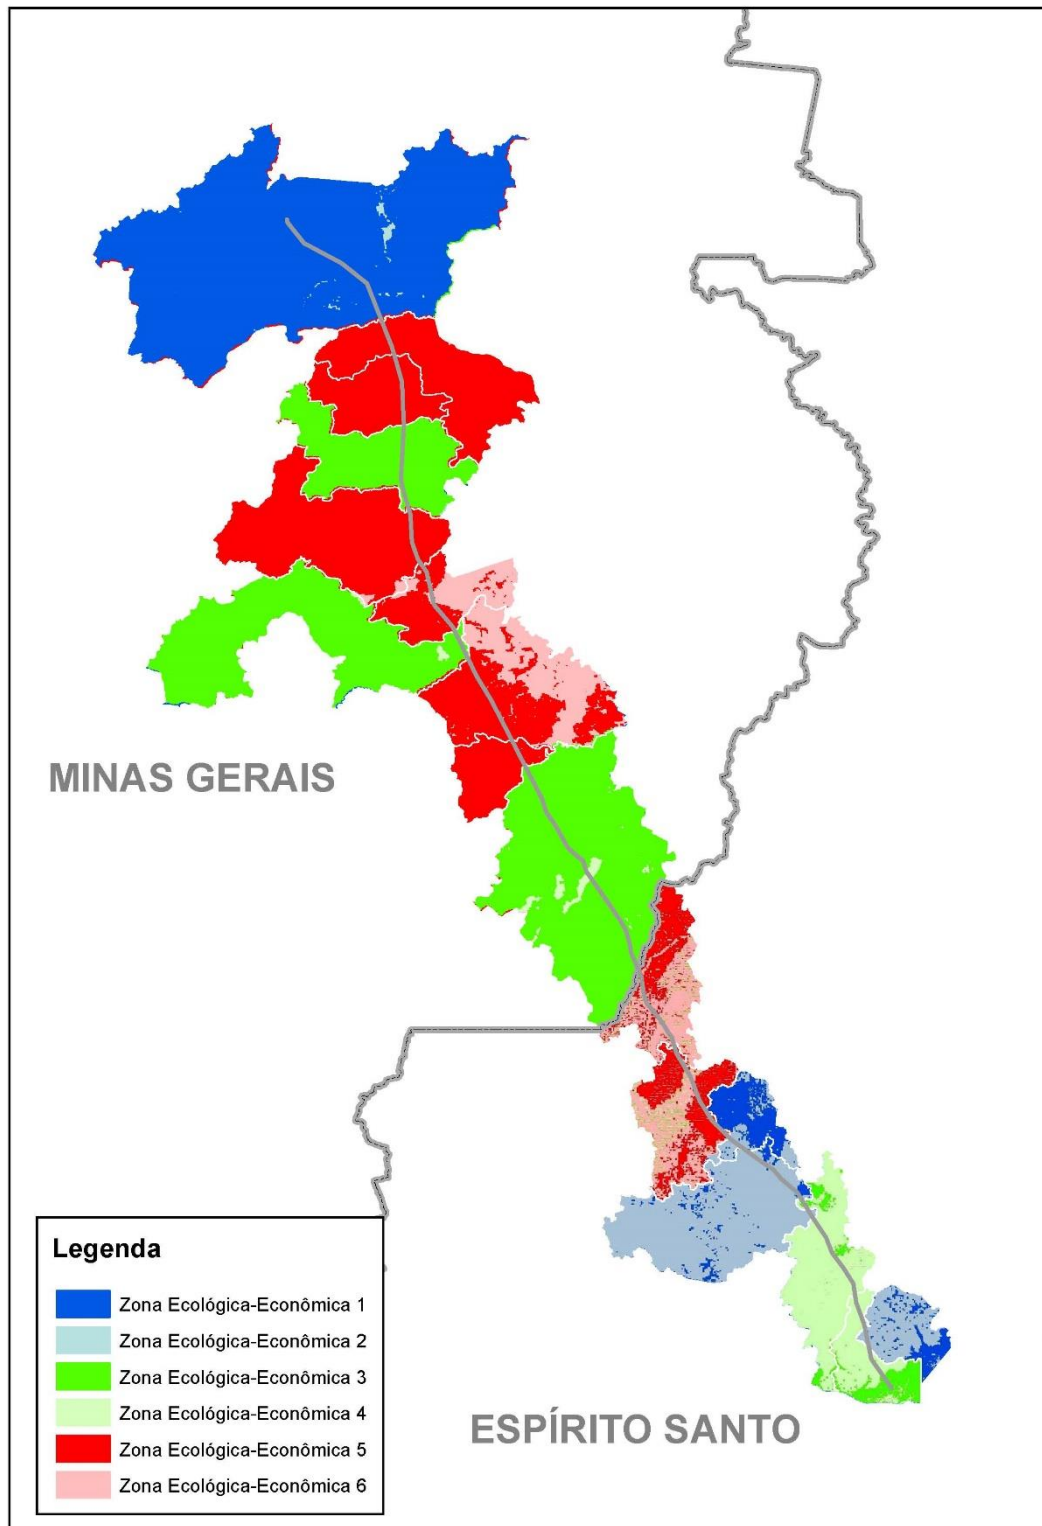 MINAS GERAIS
ESPÍRITO SANTO
Legenda
Zona Ecológica-Econômica 1
Zona Ecológica-Econômica 2
Zona Ecológica-Econômica 3
Zona Ecológica-Econômica 4
Zona Ecológica-Econômica 5
Zona Ecológica-Econômica 6